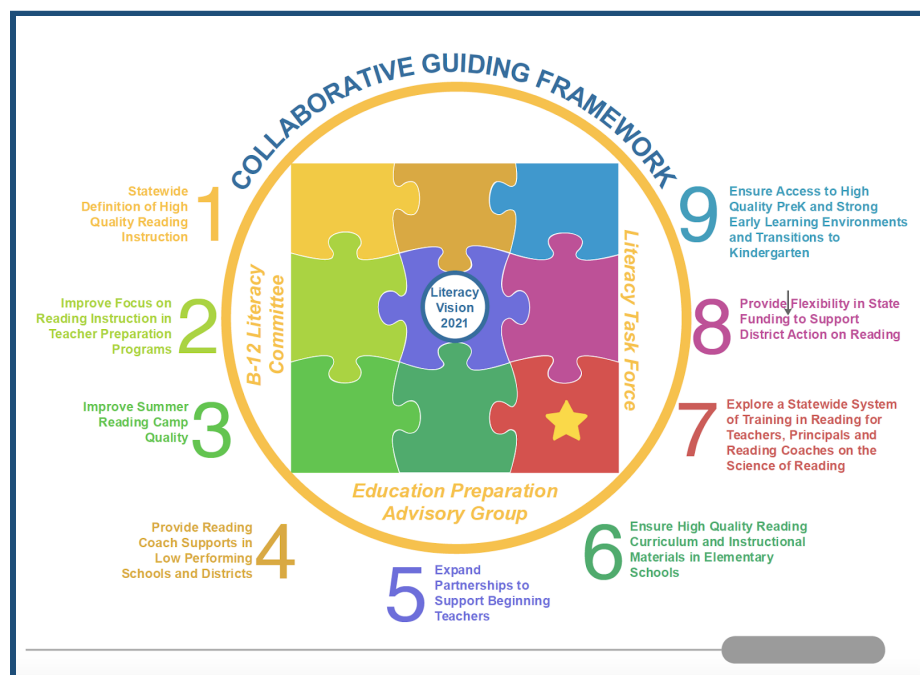 COLLABORATIVE GUIDING FRAMEWORK
1
Statewide
Definition of High
Quality Reading
Instruction
2
Improve Focus on
Reading Instruction in
Teacher Preparation
Programs
3
Improve Summer
Reading Camp
Quality
4
Provide Reading
Coach Supports in
Low Performing
Schools and Districts
5
Expand
Partnerships to
Support Beginning
Teachers
6
Ensure High Quality Reading
Curriculum and Instructional
Materials in Elementary
Schools
7
Explore a Statewide System
of Training in Reading for
Teachers, Principals and
Reading Coaches on the
Science of Reading
8
Provide Flexibility in State
Funding to Support
District Action on Reading
9
Ensure Access to High
Quality PreK and Strong
Early Learning Environments
and Transitions to
Kindergarten
B-12 Literacy
Committee
Literacy
Vision
2021
Literacy Task Force
Education Preparation
Advisory Group